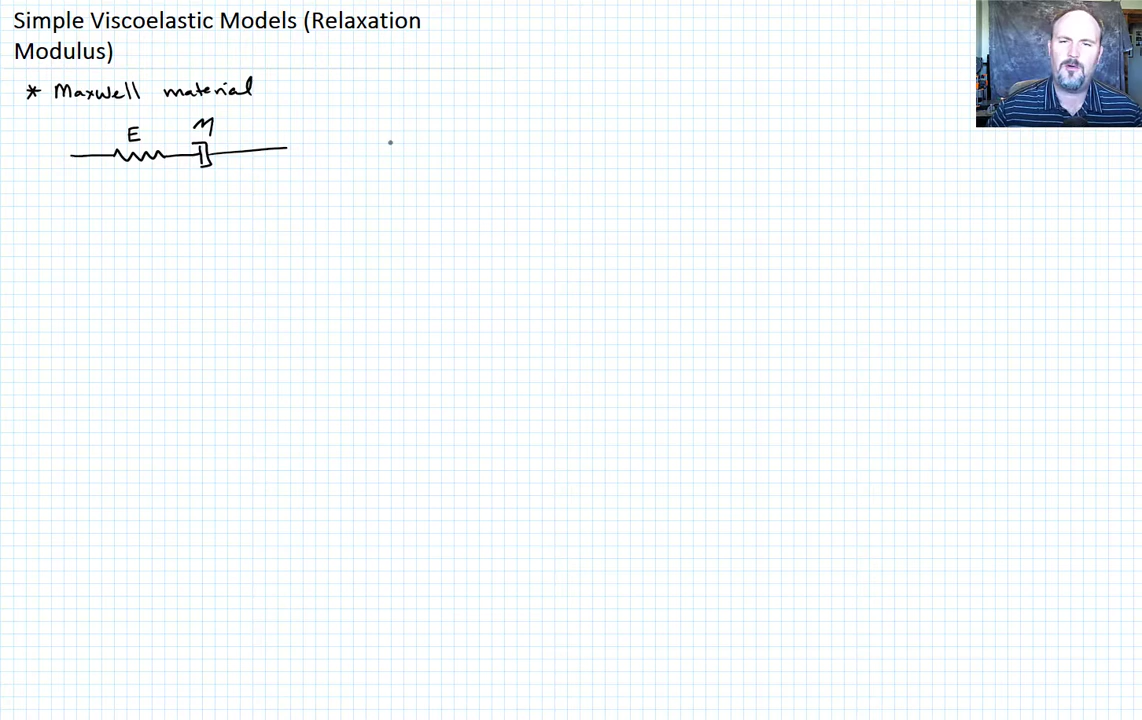 Simple Viscoelastic Models (Relaxation
Modulus)
* Maxwell material
E η